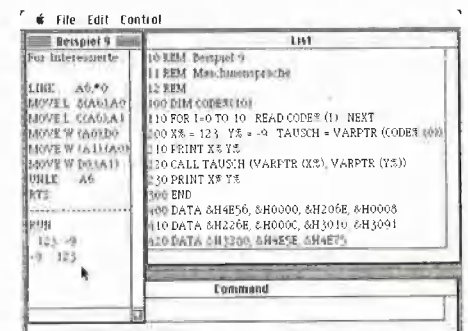 File Edit Control
Beispiel 9
Für Interessierte
LINK A6,#0
MOVE.L 8(A6),A0
MOVE.L C(A6),A1
MOVE.W (A0),D0
MOVE.W (A1),(A0)
MOVE.W D0,(A1)
UNLK A6
RTS
RUN
123 -9
-9 123
List
10 REM Beispiel 9
11 REM Maschinensprache
12 REM
100 DIM CODE%(10)
110 FOR I=0 TO 10 READ CODE% (I) NEXT
200 X% = 123 Y% = -9 TAUSCH = VARPTR (CODE% (0))
210 PRINT X% Y%
220 CALL TAUSCH (VARPTR (X%), VARPTR (Y%))
230 PRINT X% Y%
300 END
400 DATA &H4E56, &H0000, &H206E, &H0008
410 DATA &H226E, &H000C, &H3010, &H3091
420 DATA &H3280, &H4E5E, &H4E75
Command